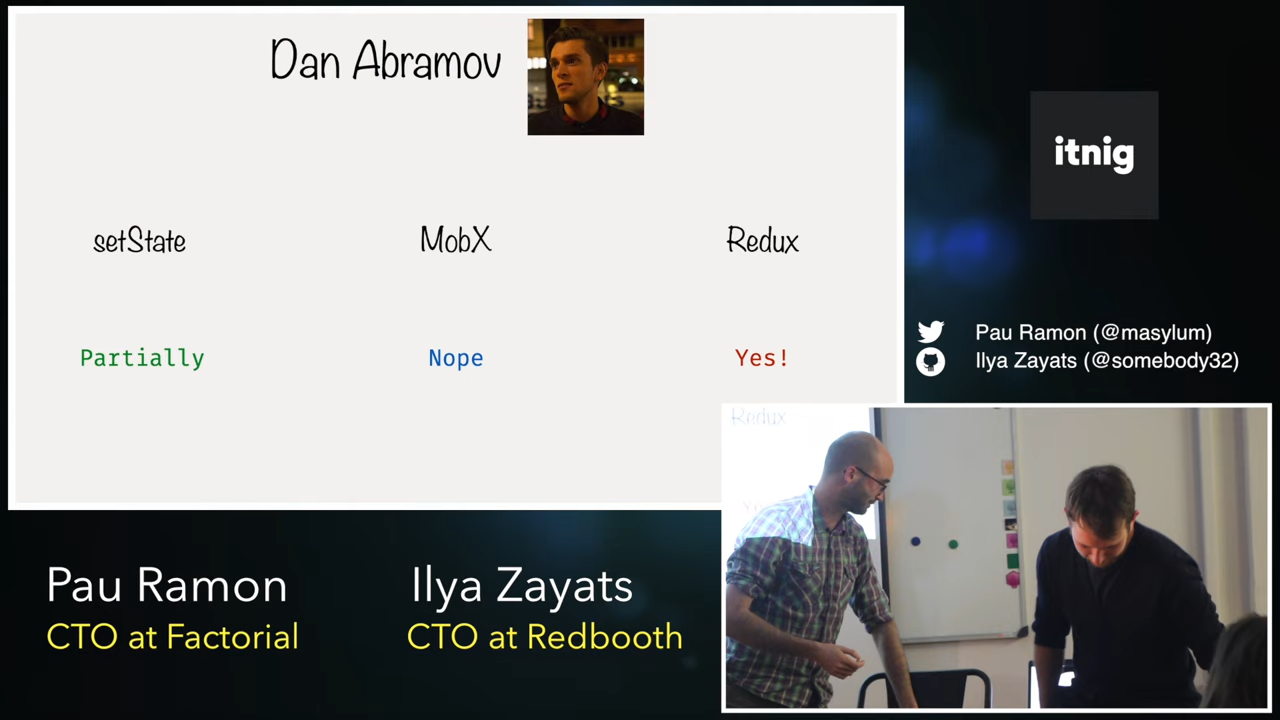 Dan Abramov
setState MobX Redux
Partially Nope Yes!
itnig
Pau Ramon (@masylum)
Ilya Zayats (@somebody32)
Redux
Pau Ramon Ilya Zayats
CTO at Factorial CTO at Redbooth